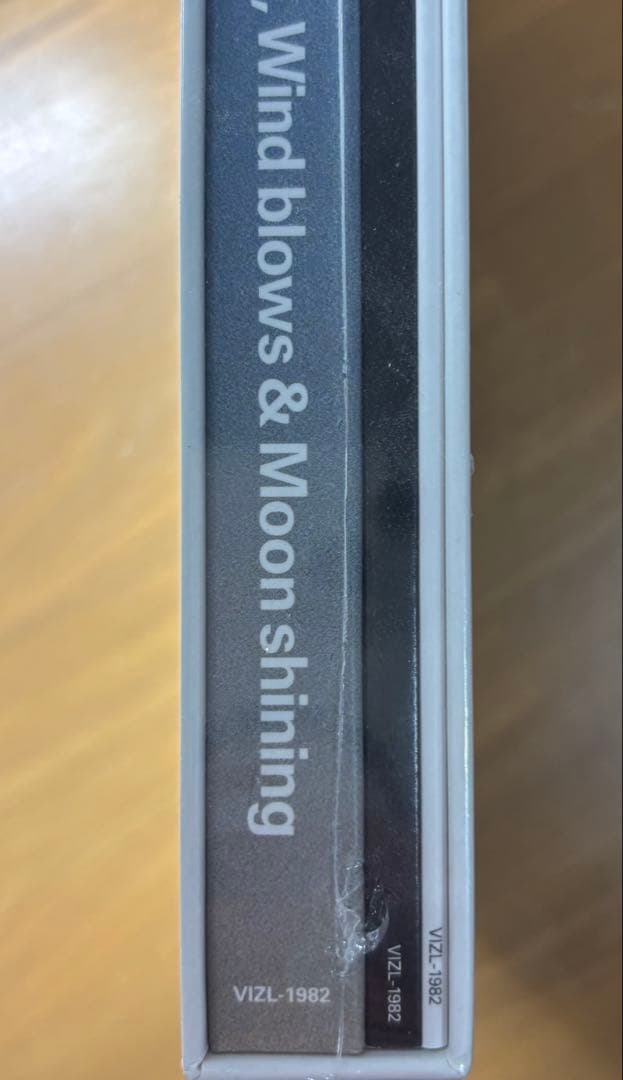 , Wind blows & Moon shining
VIZL-1982
VIZL-1982
VIZL-1982